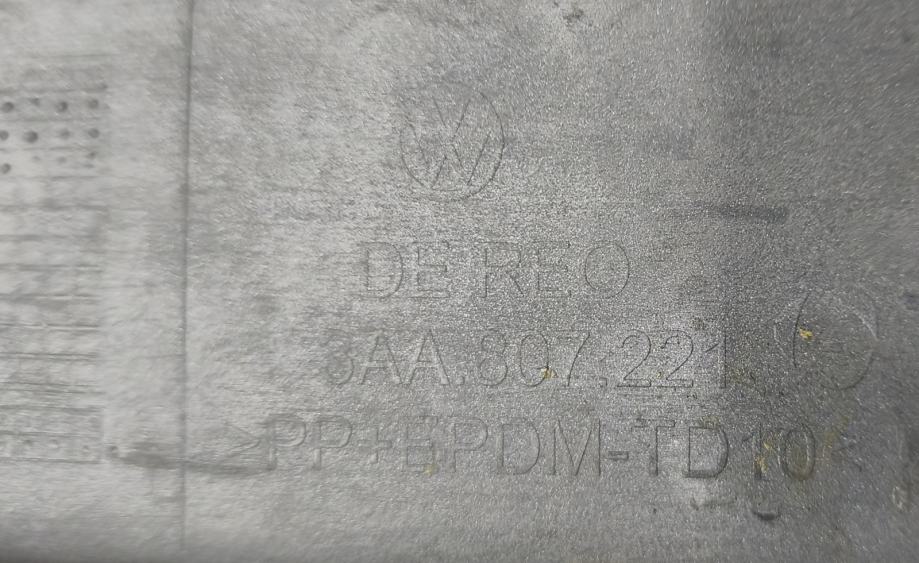 DE REO
3AA.807.221
>PP+EPDM-TD10<